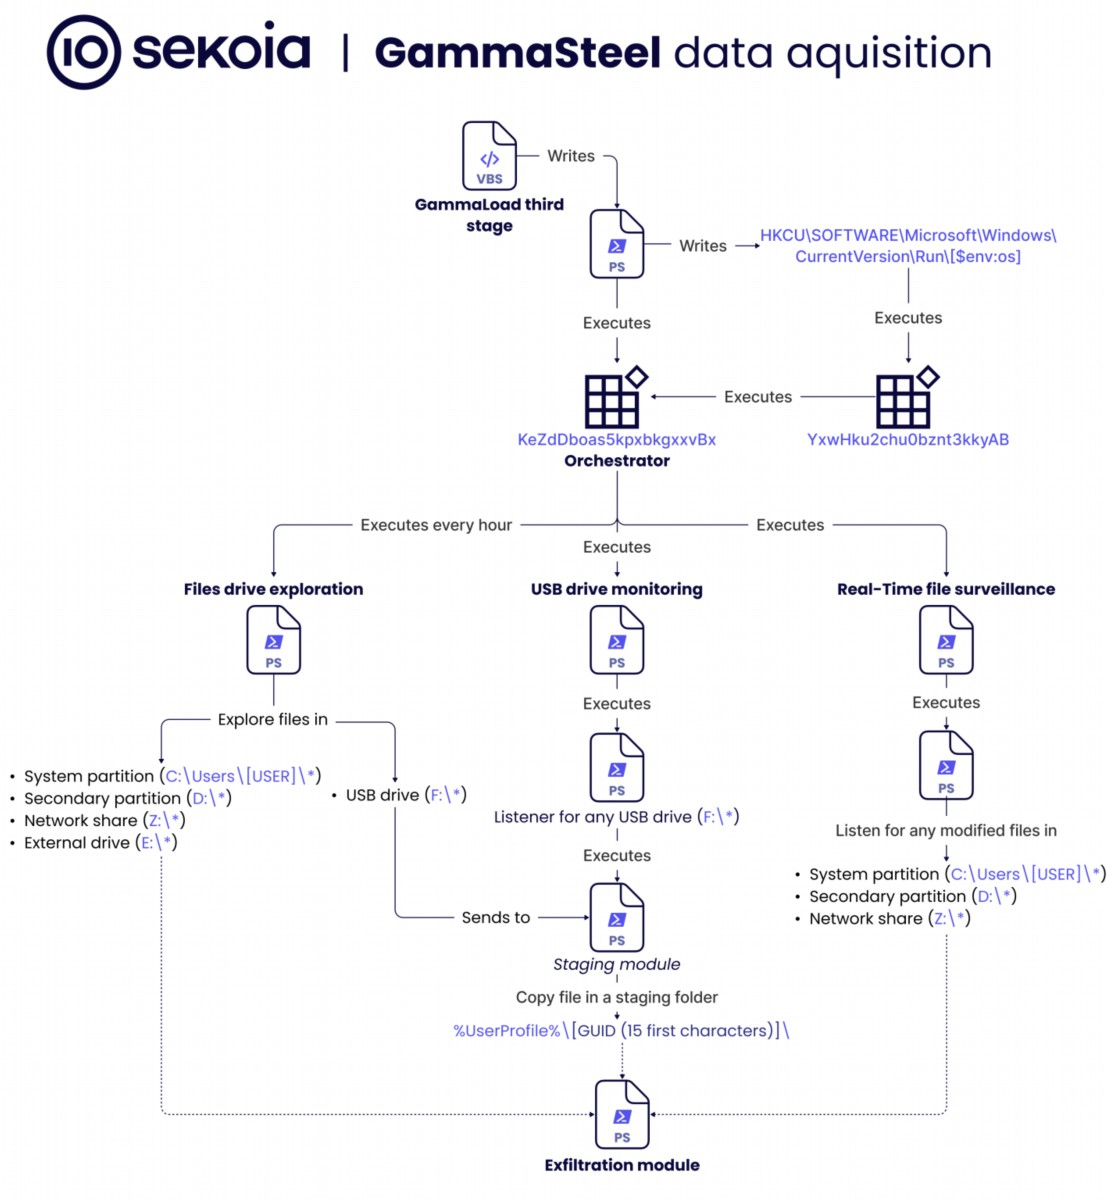 sekoia | GammaSteel data aquisition
VBS
Writes
GammaLoad third
stage
PS
Writes
HKCU\SOFTWARE\Microsoft\Windows\
CurrentVersion\Run\[$env:os]
Executes
Executes
Executes
KeZdDboas5kpxbkgxxvBx
Orchestrator
YxwHku2chu0bznt3kkyAB
Executes every hour
Executes
Executes
Files drive exploration
USB drive monitoring
Real-Time file surveillance
PS
PS
PS
Explore files in
Executes
Executes
• System partition (C:\Users\[USER]\*)
• Secondary partition (D:\*)
• Network share (Z:\*)
• External drive (E:\*)
• USB drive (F:\*)
PS
Listener for any USB drive (F:\*)
PS
Listen for any modified files in
Executes
• System partition (C:\Users\[USER]\*)
• Secondary partition (D:\*)
• Network share (Z:\*)
Sends to
PS
Staging module
Copy file in a staging folder
%UserProfile%\[GUID (15 first characters)]\
PS
Exfiltration module